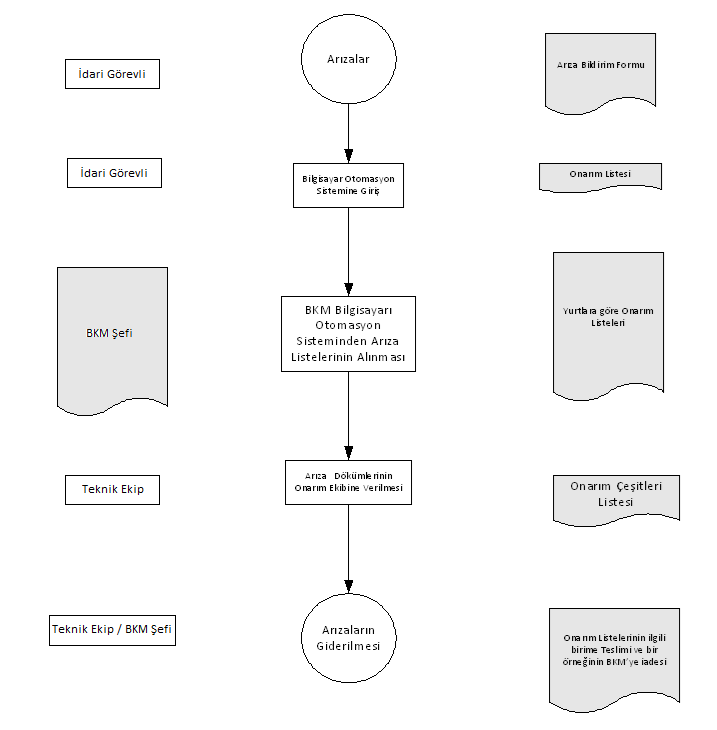 İdari Görevli
Arızalar
Arıza Bildirim Formu
İdari Görevli
Bilgisayar Otomasyon
Sistemine Giriş
Onarım Listesi
BKM Şefi
BKM Bilgisayarı
Otomasyon
Sisteminden Arıza
Listelerinin Alınması
Yurtlara göre Onarım
Listeleri
Teknik Ekip
Arıza Dökümlerinin
Onarım Ekibine Verilmesi
Onarım Çeşitleri
Listesi
Teknik Ekip / BKM Şefi
Arızaların
Giderilmesi
Onarım Listelerinin ilgili
birime Teslimi ve bir
örneğinin BKM'ye iadesi